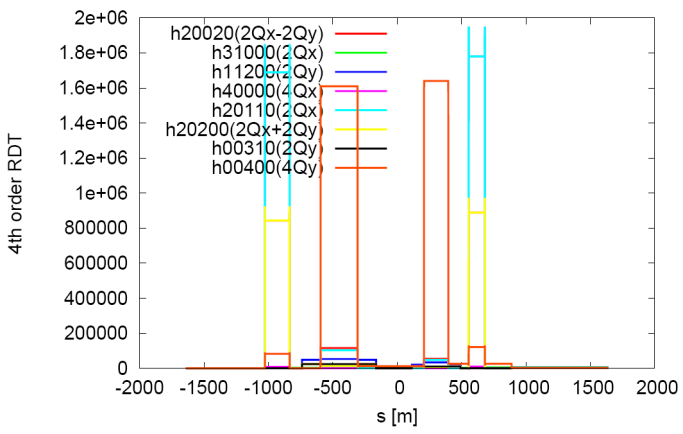 2e+06
1.8e+06
1.6e+06
1.4e+06
1.2e+06
1e+06
800000
600000
400000
200000
0
4th order RDT
h20020(2Qx-2Qy)
h31000(2Qx)
h11200(2Qy)
h40000(4Qx)
h20110(2Qx)
h20200(2Qx+2Qy)
h00310(2Qy)
h00400(4Qy)
-2000 -1500 -1000 -500 0 500 1000 1500 2000
s [m]